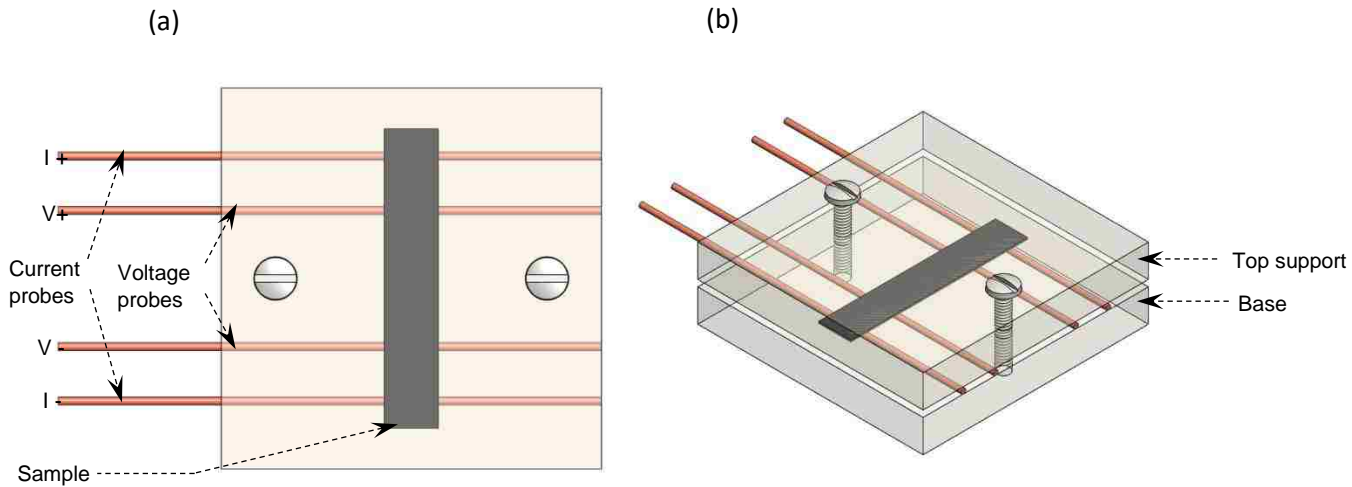 (a)
(b)
I +
V+
Current
probes
Voltage
probes
V -
I -
Sample
Top support
Base